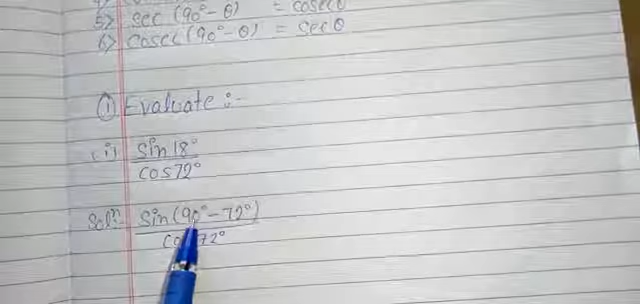 5> sec (90° - θ) = cosec θ
6> cosec (90° - θ) = sec θ
① Evaluate :-
(i) sin 18°
cos 72°
Solⁿ. sin (90° - 72°)
72°